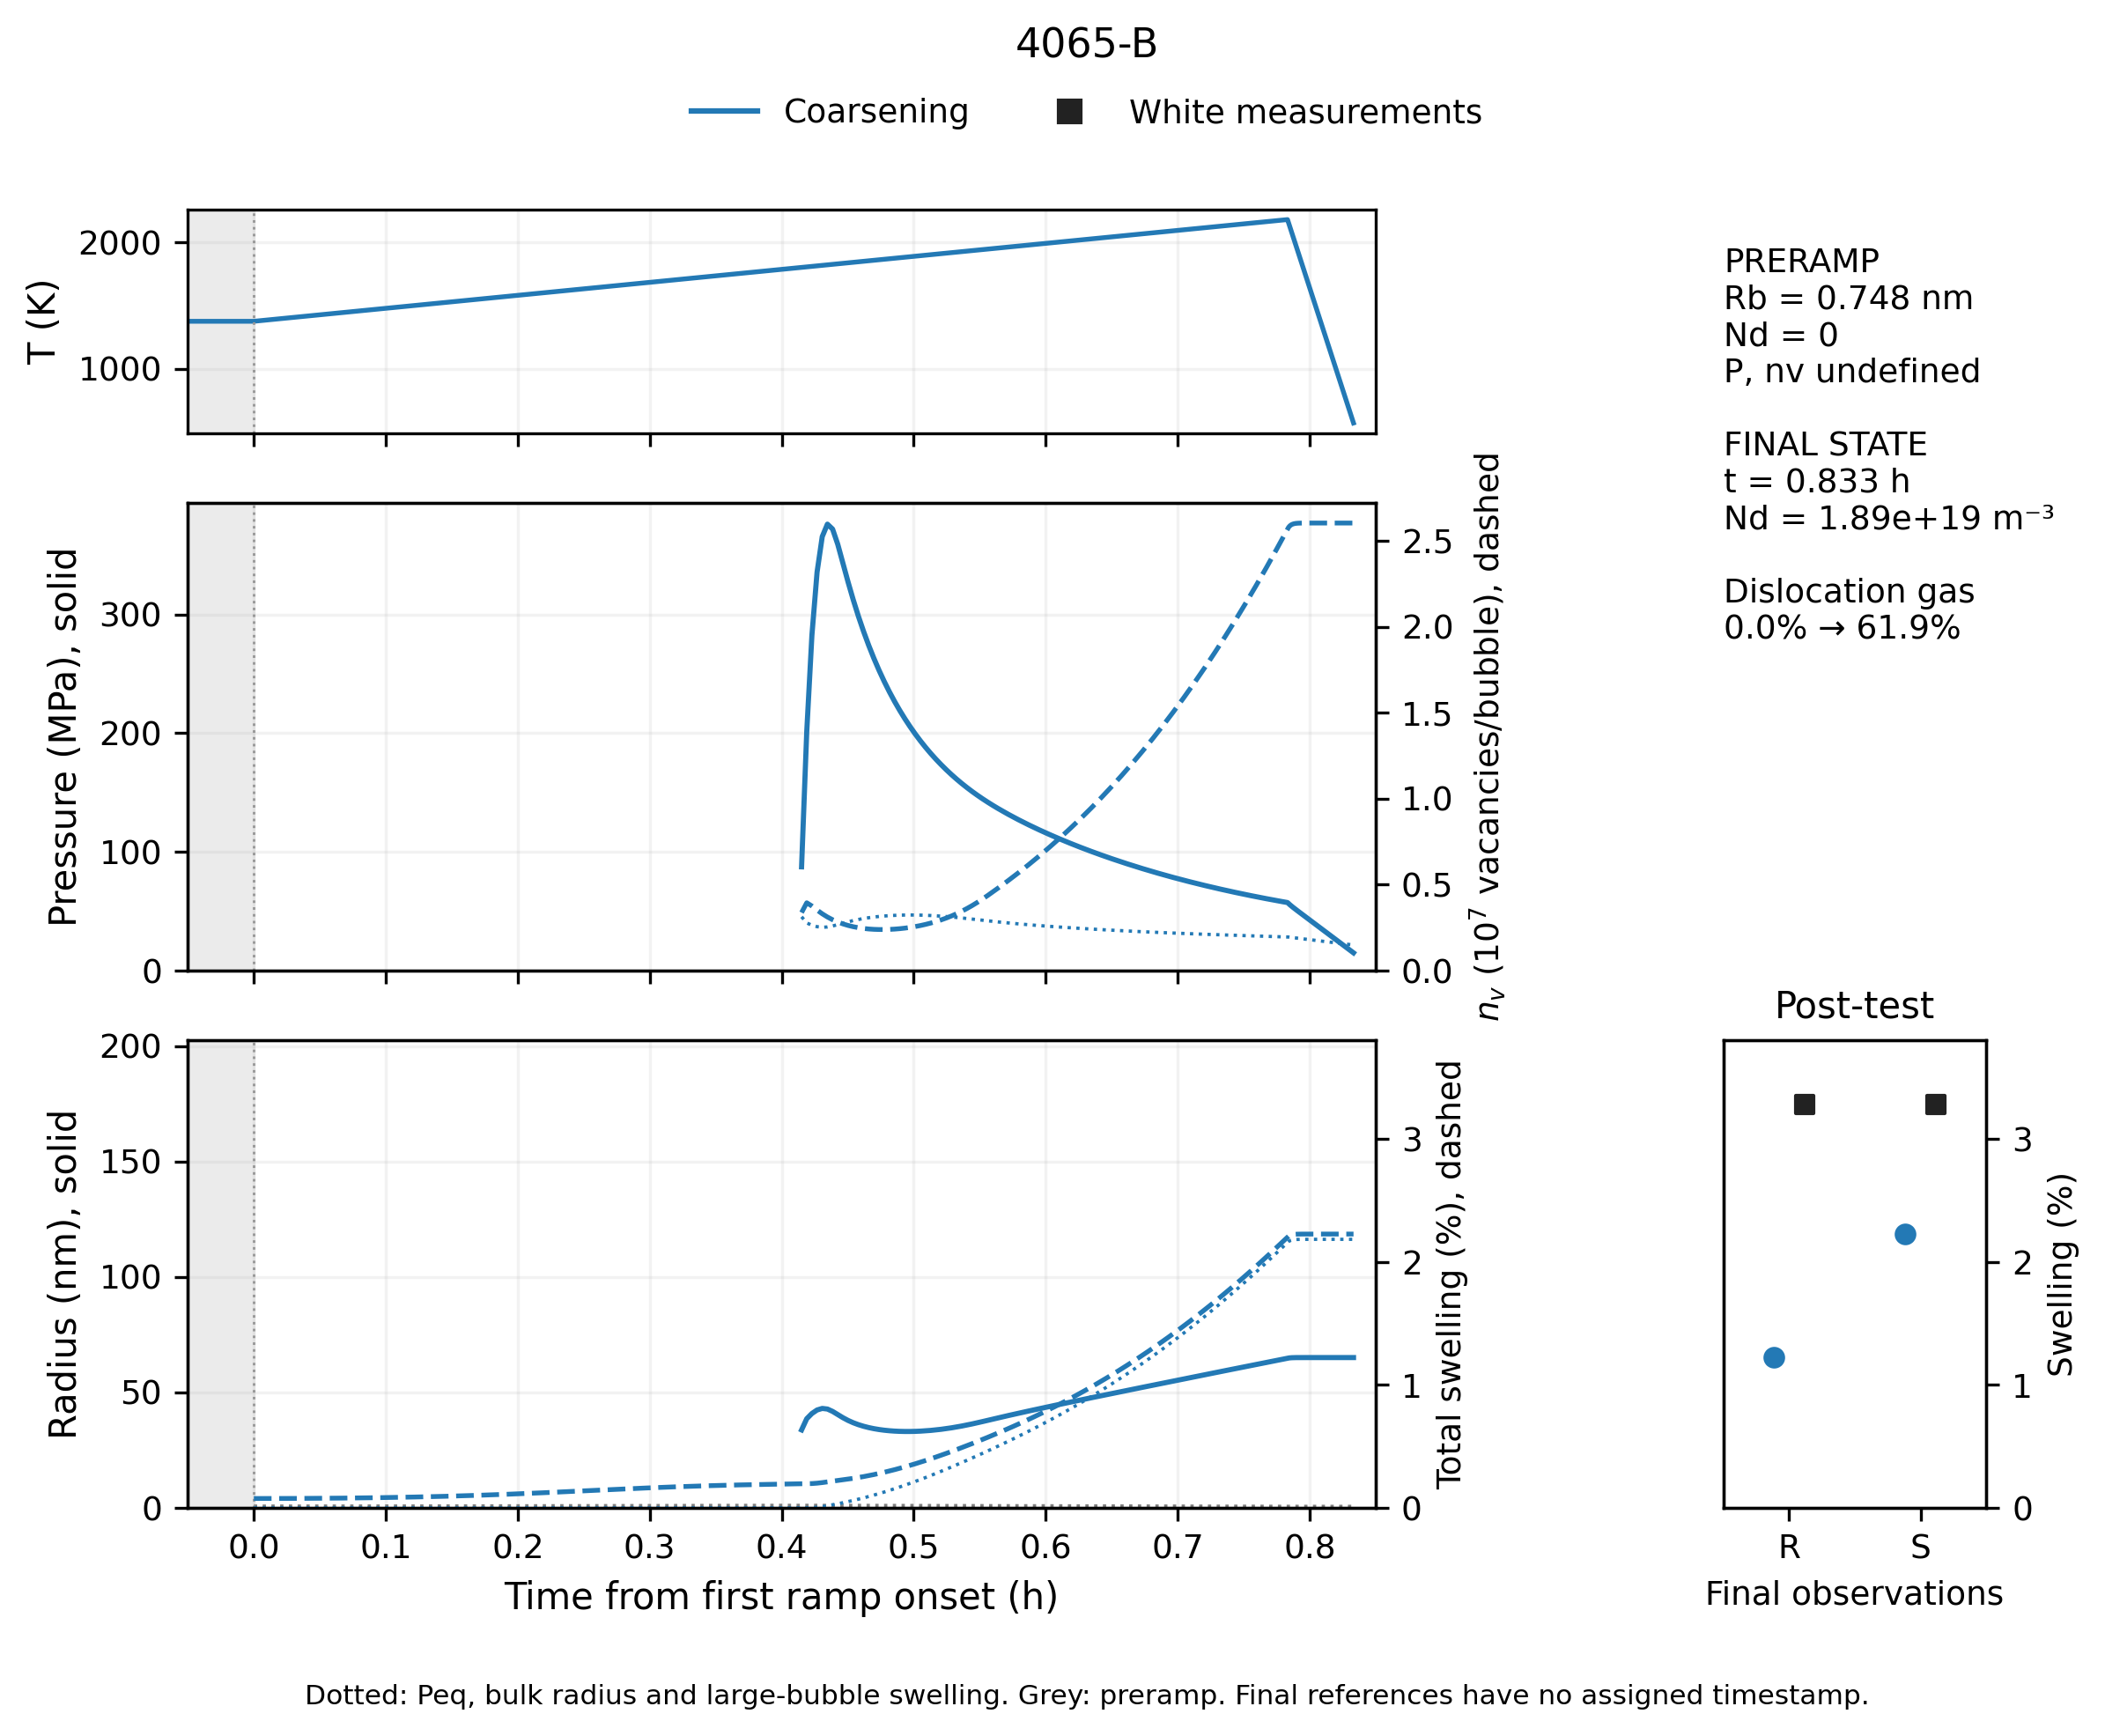 4065-B
Coarsening
White measurements
T (K)
2000
1000
PRERAMP
Rb = 0.748 nm
Nd = 0
P, nv undefined
FINAL STATE
t = 0.833 h
Nd = 1.89e+19 m⁻³
Dislocation gas
0.0% → 61.9%
Pressure (MPa), solid
300
200
100
0
2.5
2.0
1.5
1.0
0.5
0.0
n_v (10⁷ vacancies/bubble), dashed
Radius (nm), solid
200
150
100
50
0
3
2
1
0
Total swelling (%), dashed
0.0 0.1 0.2 0.3 0.4 0.5 0.6 0.7 0.8
Time from first ramp onset (h)
Post-test
3
2
1
0
Swelling (%)
R S
Final observations
Dotted: Peq, bulk radius and large-bubble swelling. Grey: preramp. Final references have no assigned timestamp.